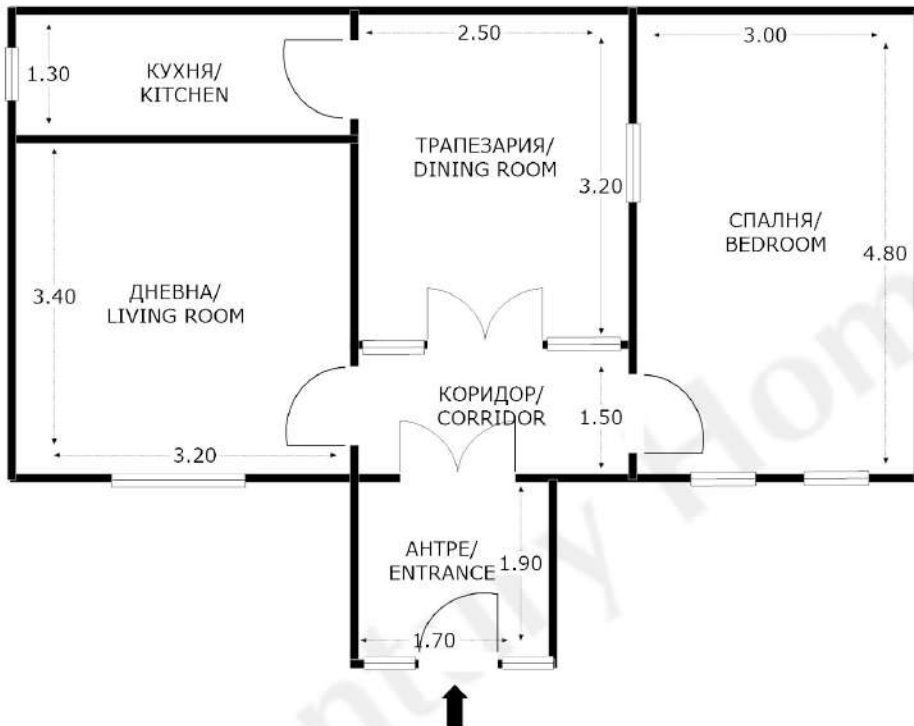 2.50
3.00
1.30
КУХНЯ/
KITCHEN
ТРАПЕЗАРИЯ/
DINING ROOM
3.20
СПАЛНЯ/
BEDROOM
4.80
ДНЕВНА/
LIVING ROOM
3.40
КОРИДОР/
CORRIDOR
1.50
3.20
АНТРЕ/
ENTRANCE
1.90
1.70